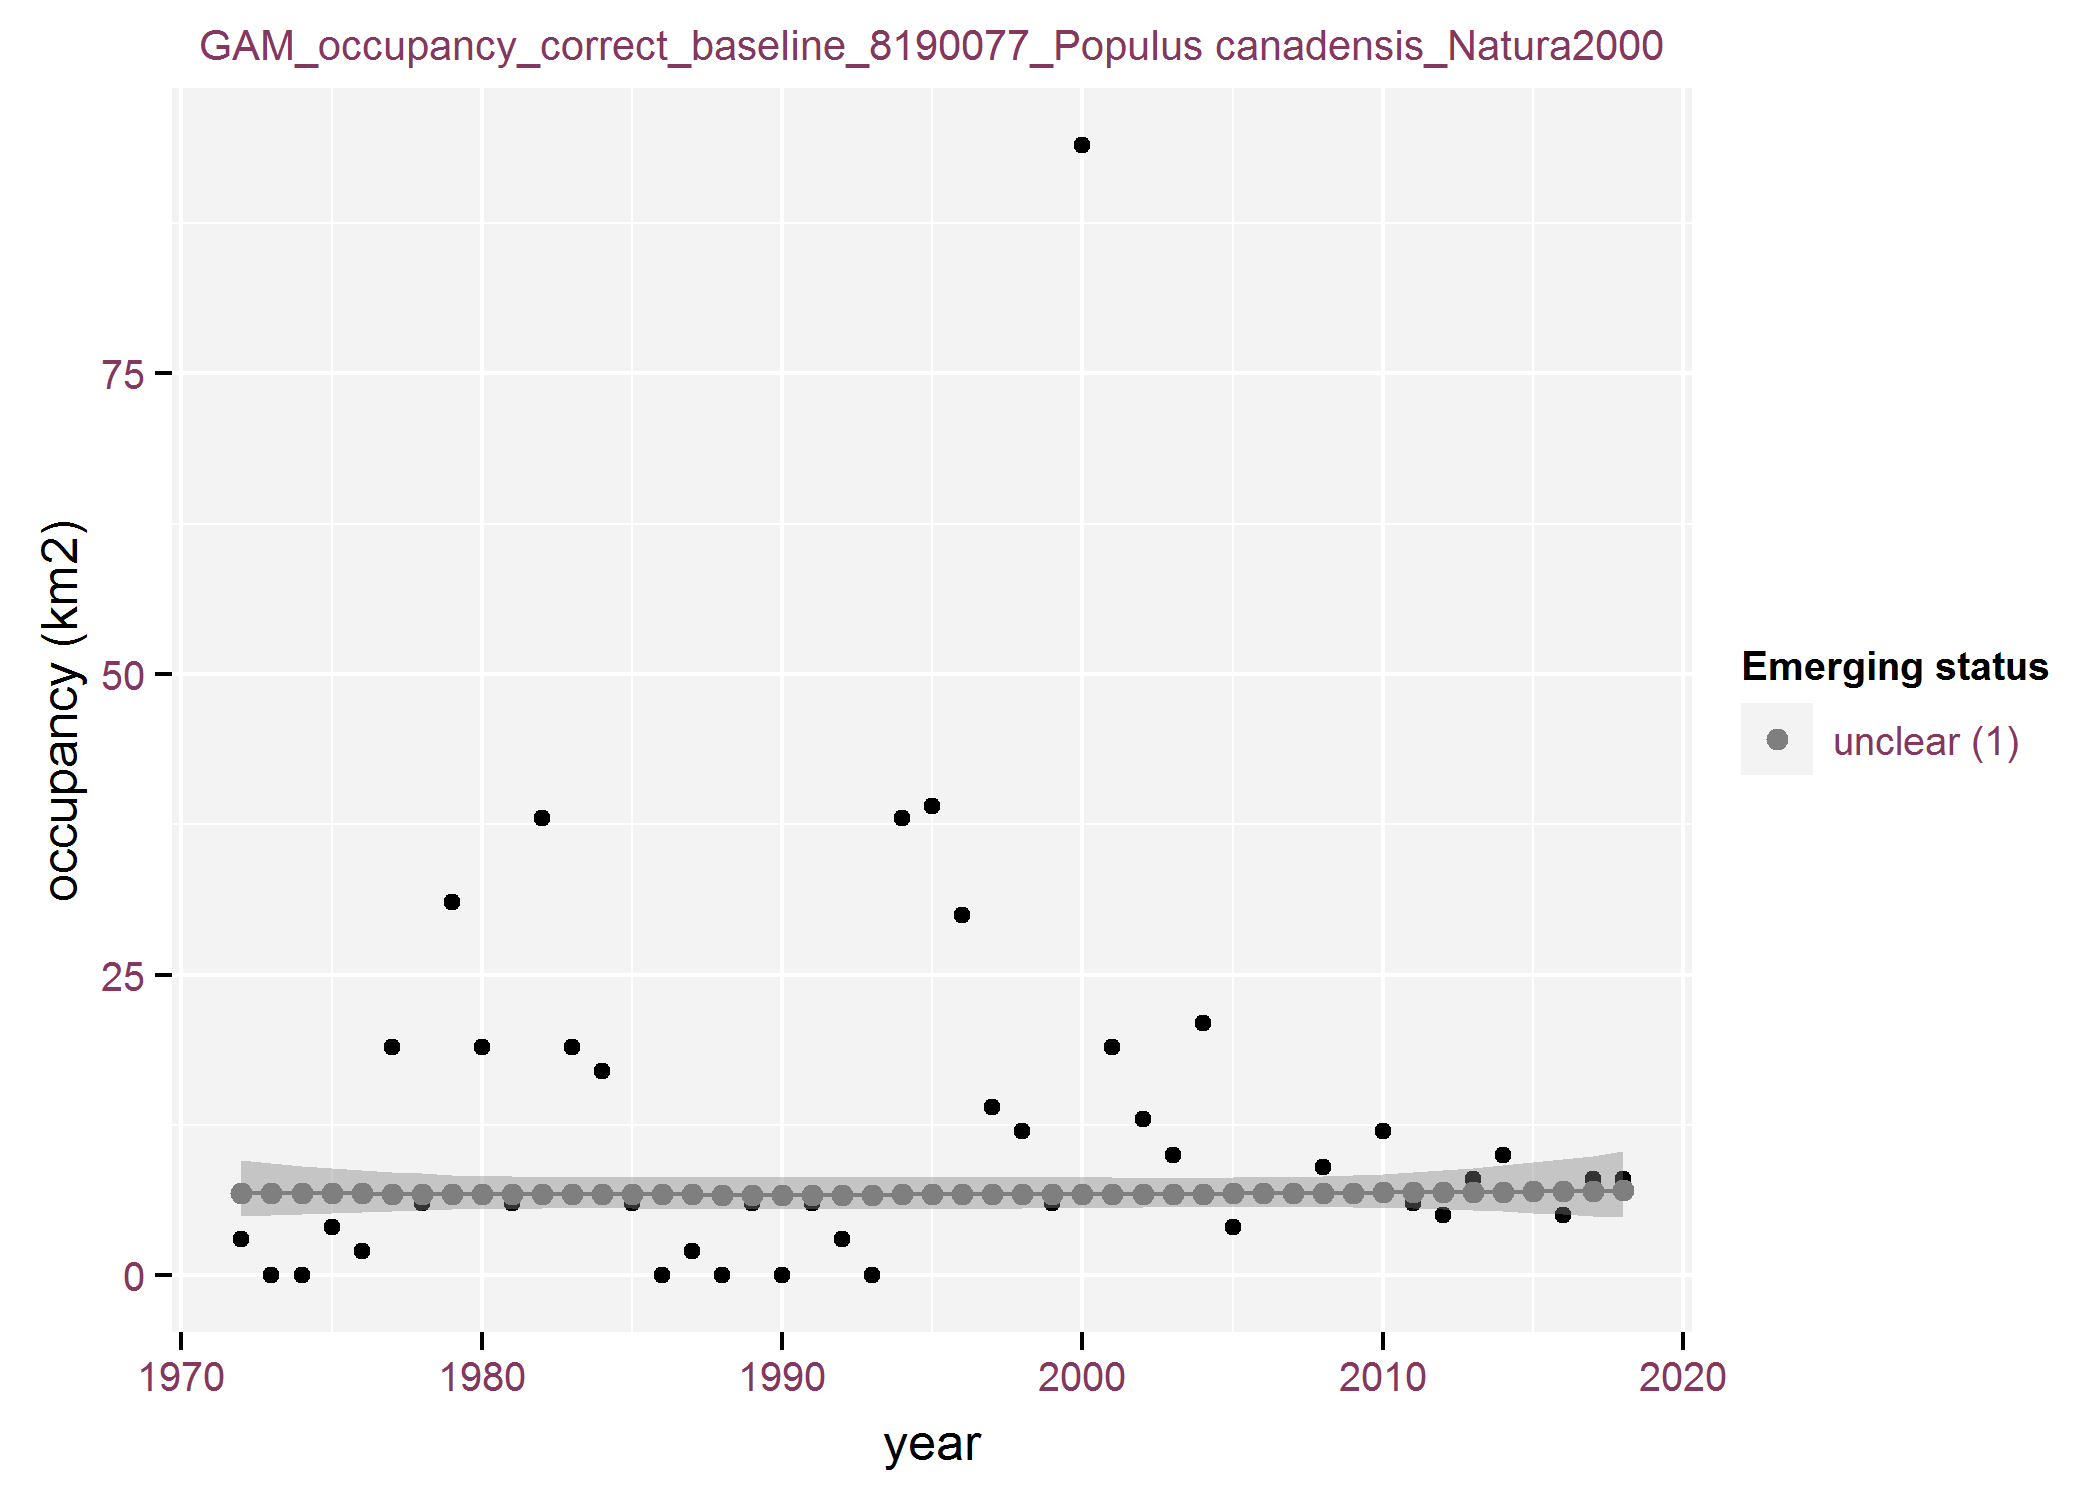 GAM_occupancy_correct_baseline_8190077_Populus canadensis_Natura2000
75
50
25
0
occupancy (km2)
1970 1980 1990 2000 2010 2020
year
Emerging status
unclear (1)